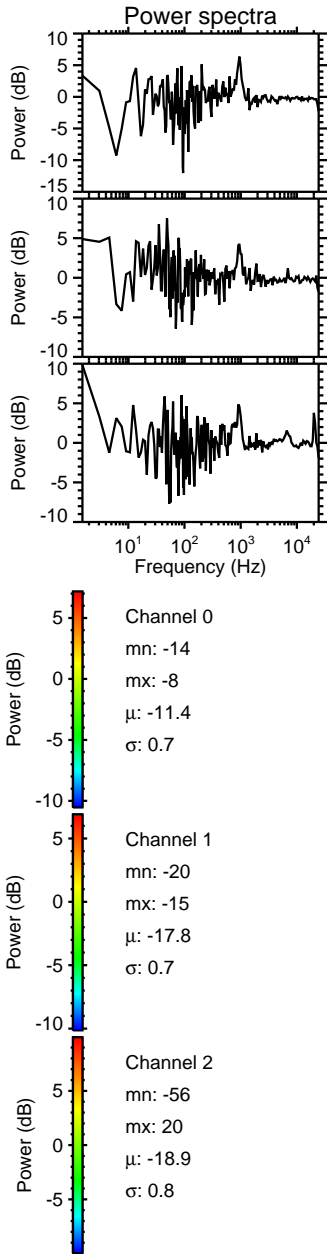 Power spectra
10
5
0
-5
-10
-15
Power (dB)
10
5
0
-5
-10
Power (dB)
10
5
0
-5
-10
Power (dB)
10¹ 10² 10³ 10⁴
Frequency (Hz)
5
0
-5
-10
Power (dB)
Channel 0
mn: -14
mx: -8
μ: -11.4
σ: 0.7
5
0
-5
-10
Power (dB)
Channel 1
mn: -20
mx: -15
μ: -17.8
σ: 0.7
5
0
-5
Power (dB)
Channel 2
mn: -56
mx: 20
μ: -18.9
σ: 0.8